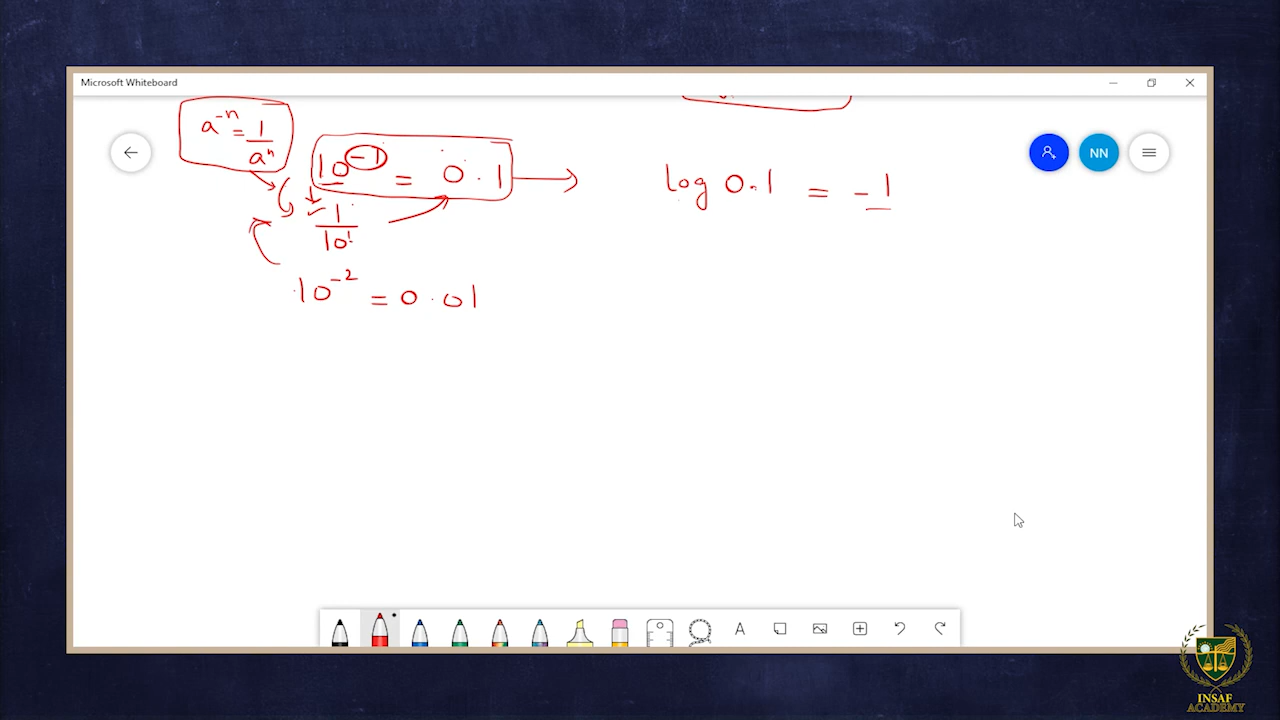 Microsoft Whiteboard
a⁻ⁿ = 1/aⁿ
10⁻¹ = 0.1
log 0.1 = -1
1/10¹
NN
10⁻² = 0.01
A
INSAF
ACADEMY